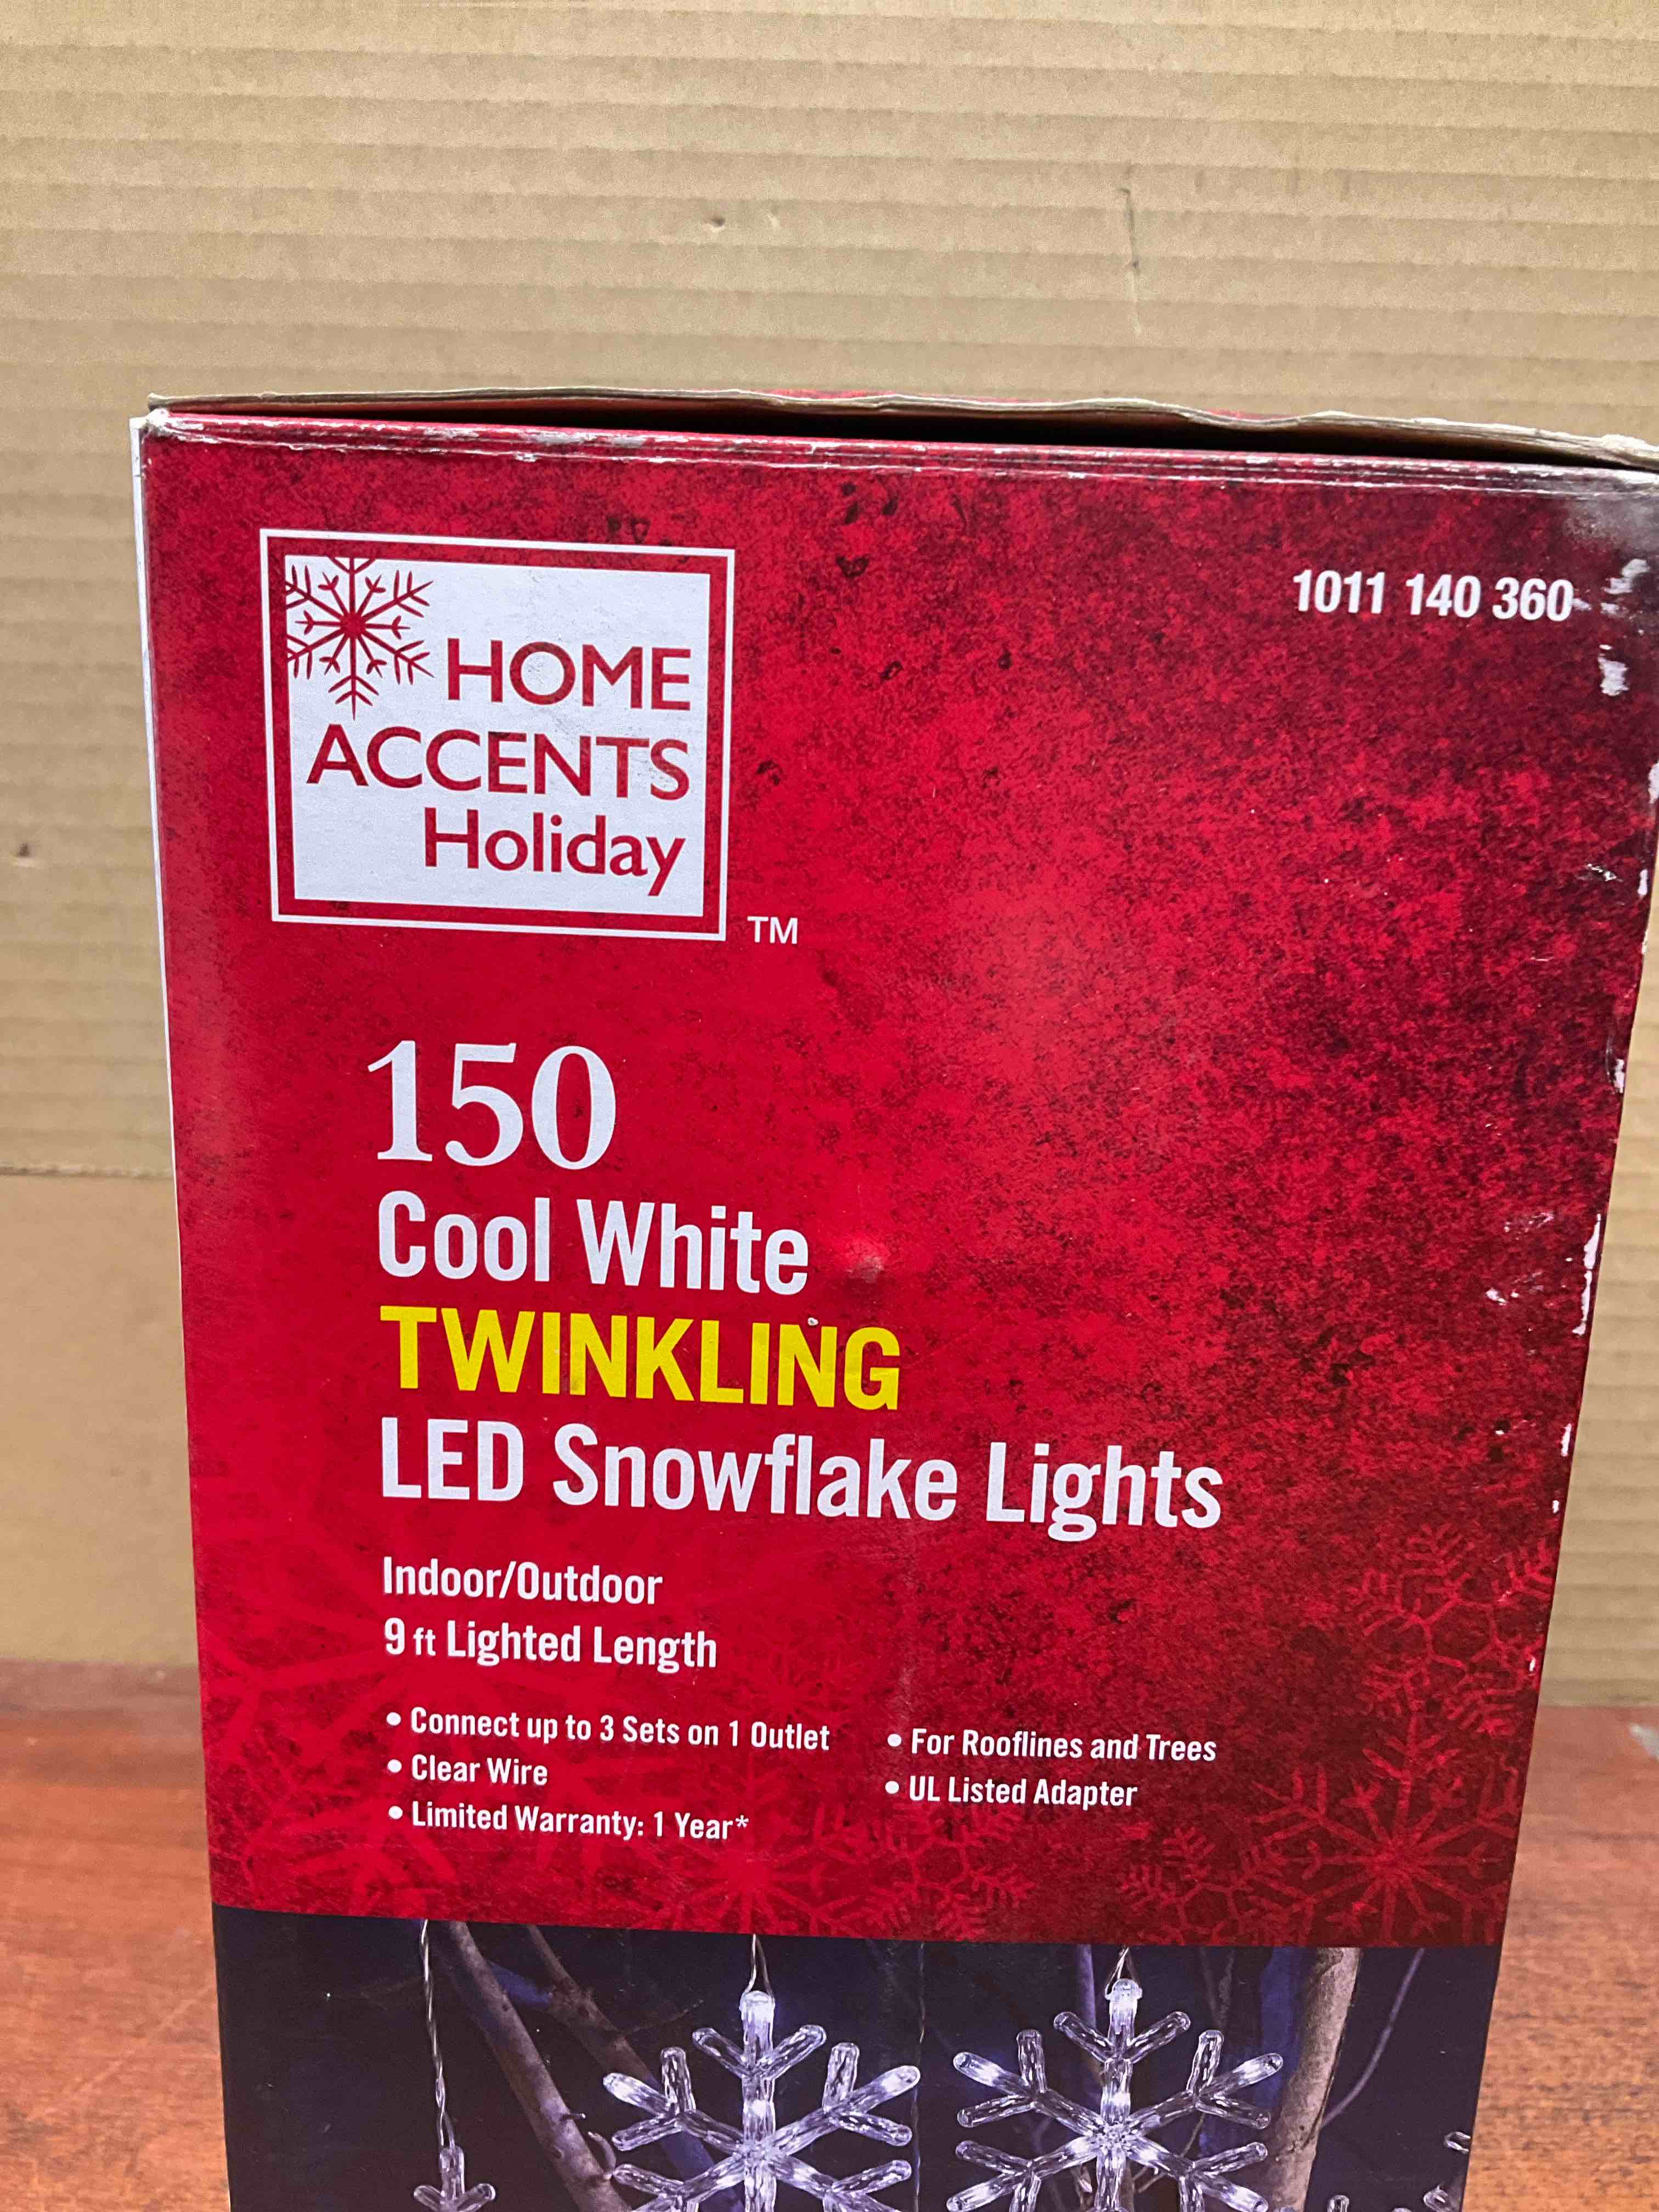 HOME
ACCENTS
Holiday
TM
1011 140 360
150
Cool White
TWINKLING
LED Snowflake Lights
Indoor/Outdoor
9 ft Lighted Length
• Connect up to 3 Sets on 1 Outlet
• Clear Wire
• Limited Warranty: 1 Year*
• For Rooflines and Trees
• UL Listed Adapter